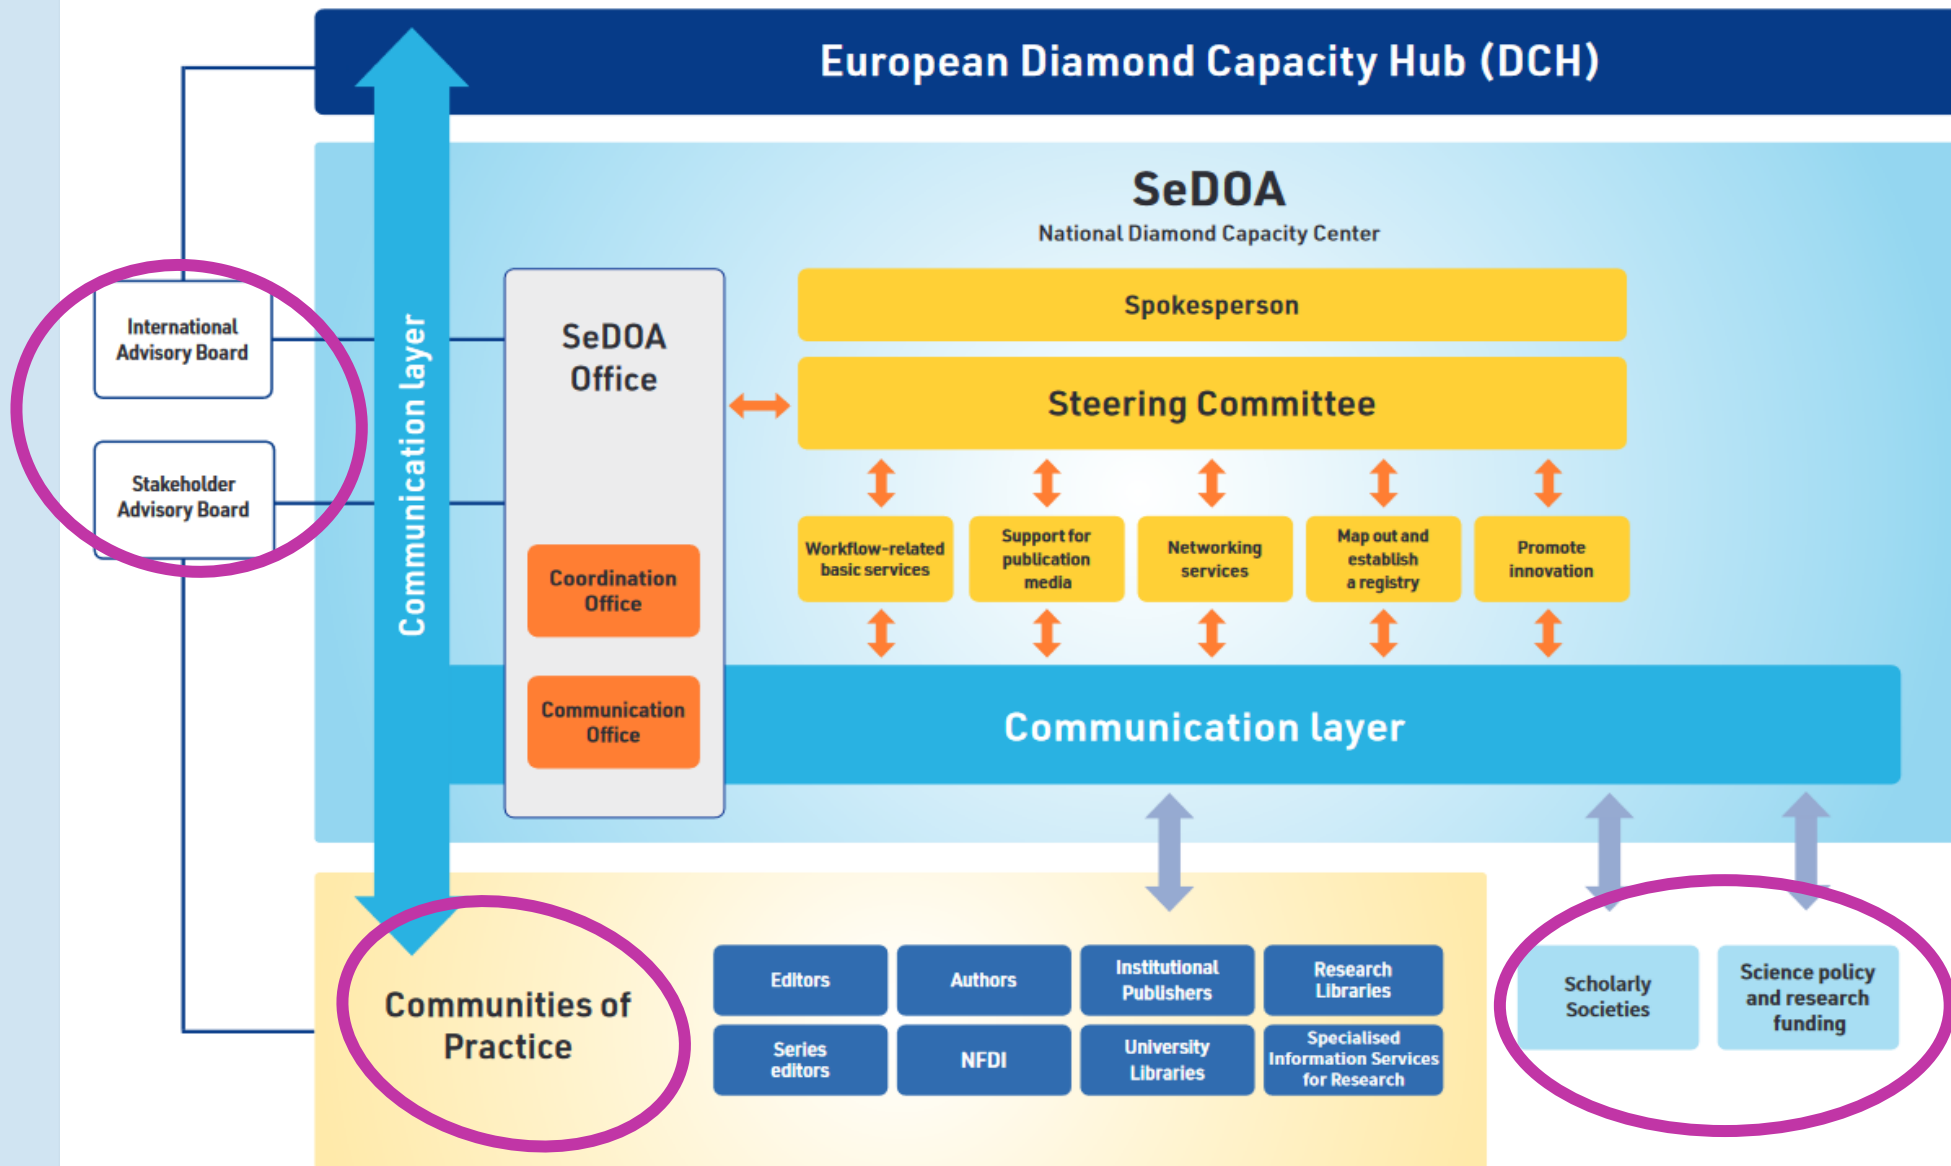 European Diamond Capacity Hub (DCH)
SeDOA
National Diamond Capacity Center
International
Advisory Board
Stakeholder
Advisory Board
Communication layer
SeDOA
Office
Coordination
Office
Communication
Office
Spokesperson
Steering Committee
Workflow-related
basic services
Support for
publication
media
Networking
services
Map out and
establish
a registry
Promote
innovation
Communication layer
Communities of
Practice
Editors
Authors
Institutional
Publishers
Research
Libraries
Series
editors
NFDI
University
Libraries
Specialised
Information Services
for Research
Scholarly
Societies
Science policy
and research
funding